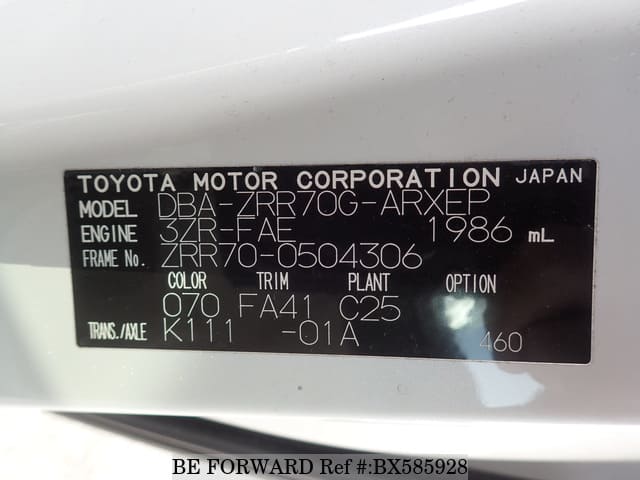 TOYOTA MOTOR CORPORATION JAPAN
MODEL DBA-ZRR70G-ARXEP
ENGINE 3ZR-FAE 1986 mL
FRAME No. ZRR70-0504306
COLOR TRIM PLANT OPTION
070 FA41 C25
TRANS./AXLE K111 -01A 460
BE FORWARD Ref #:BX585928